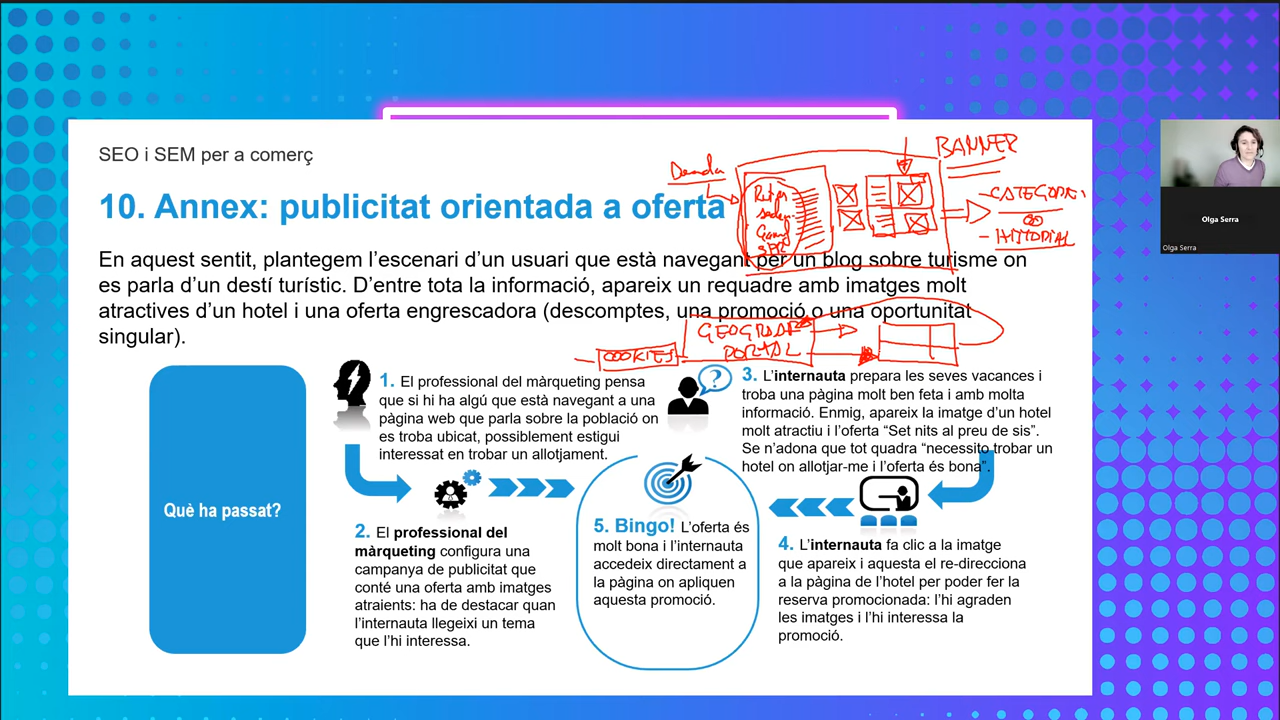 SEO i SEM per a comerç
10. Annex: publicitat orientada a oferta
En aquest sentit, plantegem l’escenari d’un usuari que està navegant per un blog sobre turisme on
es parla d’un destí turístic. D’entre tota la informació, apareix un requadre amb imatges molt
atractives d’un hotel i una oferta engrescadora (descomptes, una promoció o una oportunitat
singular).
BANNER
HISTORIAL
COOKIES
PORTAL
Què ha passat?
1. El professional del màrqueting pensa
que si hi ha algú que està navegant a una
pàgina web que parla sobre la població on
es troba ubicat, possiblement estigui
interessat en trobar un allotjament.
2. El professional del
màrqueting configura una
campanya de publicitat que
conté una oferta amb imatges
atraients: ha de destacar quan
l’internauta llegeixi un tema
que l’hi interessa.
3. L’internauta prepara les seves vacances i
troba una pàgina molt ben feta i amb molta
informació. Enmig, apareix la imatge d’un hotel
molt atractiu i l’oferta “Set nits al preu de sis”.
Se n’adona que tot quadra “necessito trobar un
hotel on allotjar-me i l’oferta és bona”.
4. L’internauta fa clic a la imatge
que apareix i aquesta el re-direcciona
a la pàgina de l’hotel per poder fer la
reserva promocionada: l’hi agraden
les imatges i l’hi interessa la
promoció.
5. Bingo! L’oferta és
molt bona i l’internauta
accedeix directament a
la pàgina on apliquen
aquesta promoció.
Olga Serra
Olga Serra